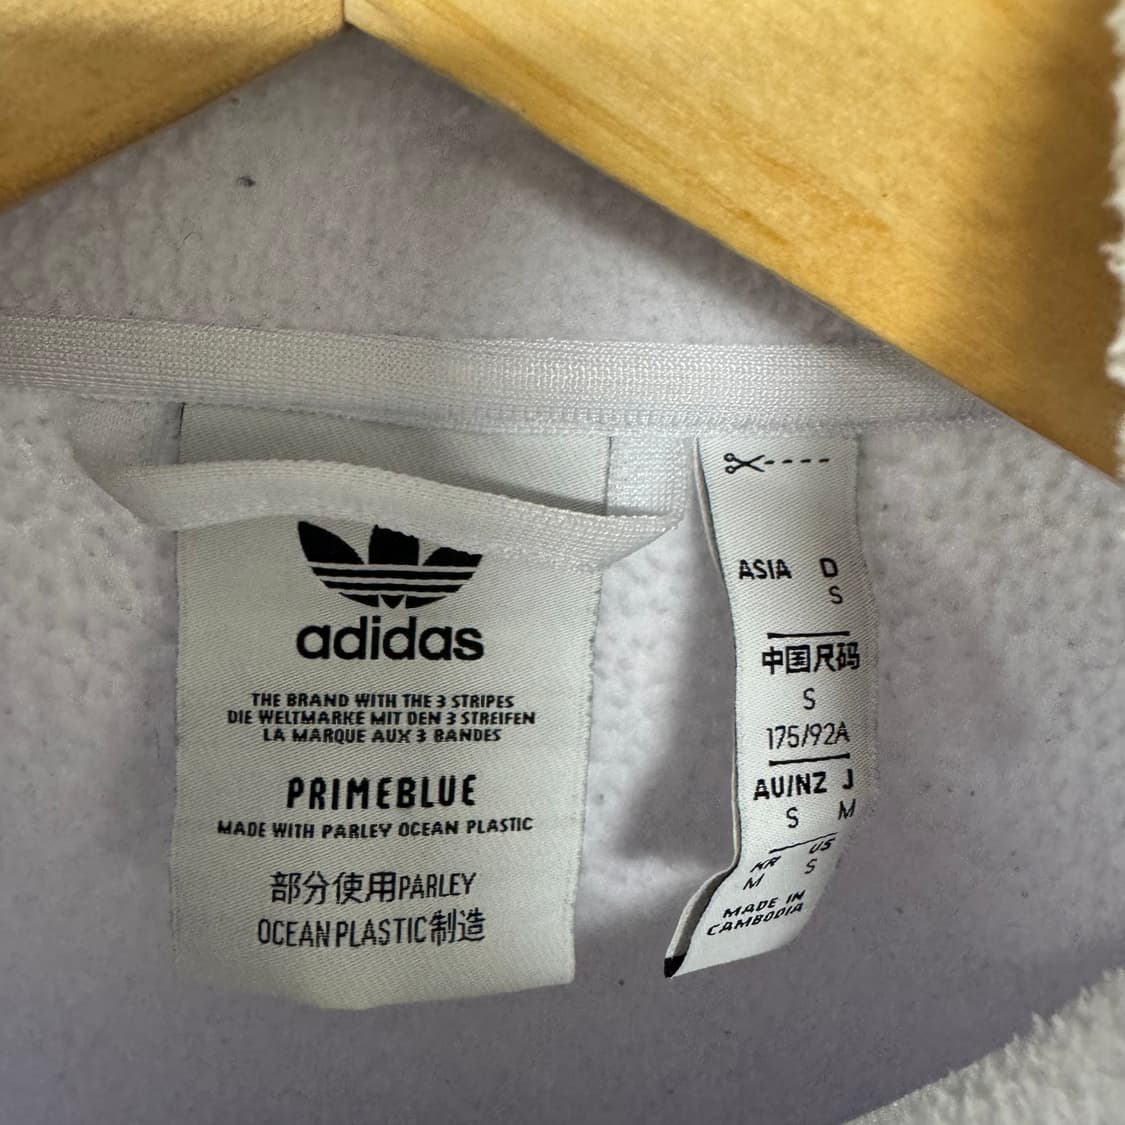 adidas
THE BRAND WITH THE 3 STRIPES
DIE WELTMARKE MIT DEN 3 STREIFEN
LA MARQUE AUX 3 BANDES
PRIMEBLUE
MADE WITH PARLEY OCEAN PLASTIC
部分使用PARLEY
OCEAN PLASTIC制造
ASIA D
S
中国尺码
S
175/92A
AU/NZ J
S M
KR US
M S
MADE IN
CAMBODIA